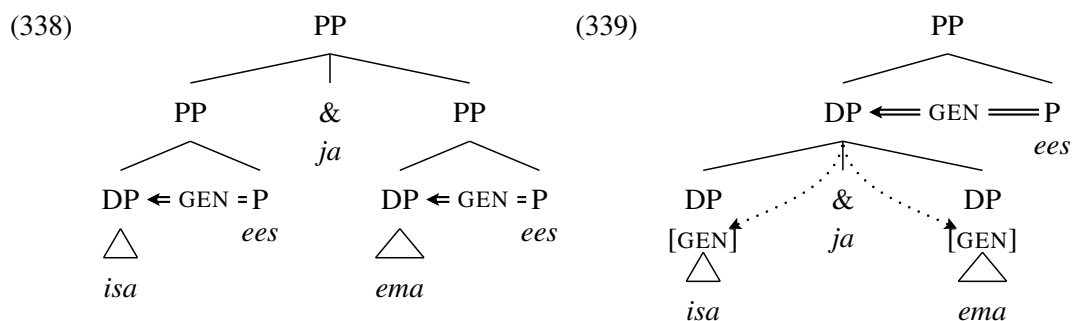 (338) PP (339) PP
PP & PP DP GEN P
ja ees
DP GEN P DP GEN P DP & DP
ees ees [GEN] ja [GEN]
isa ema isa ema